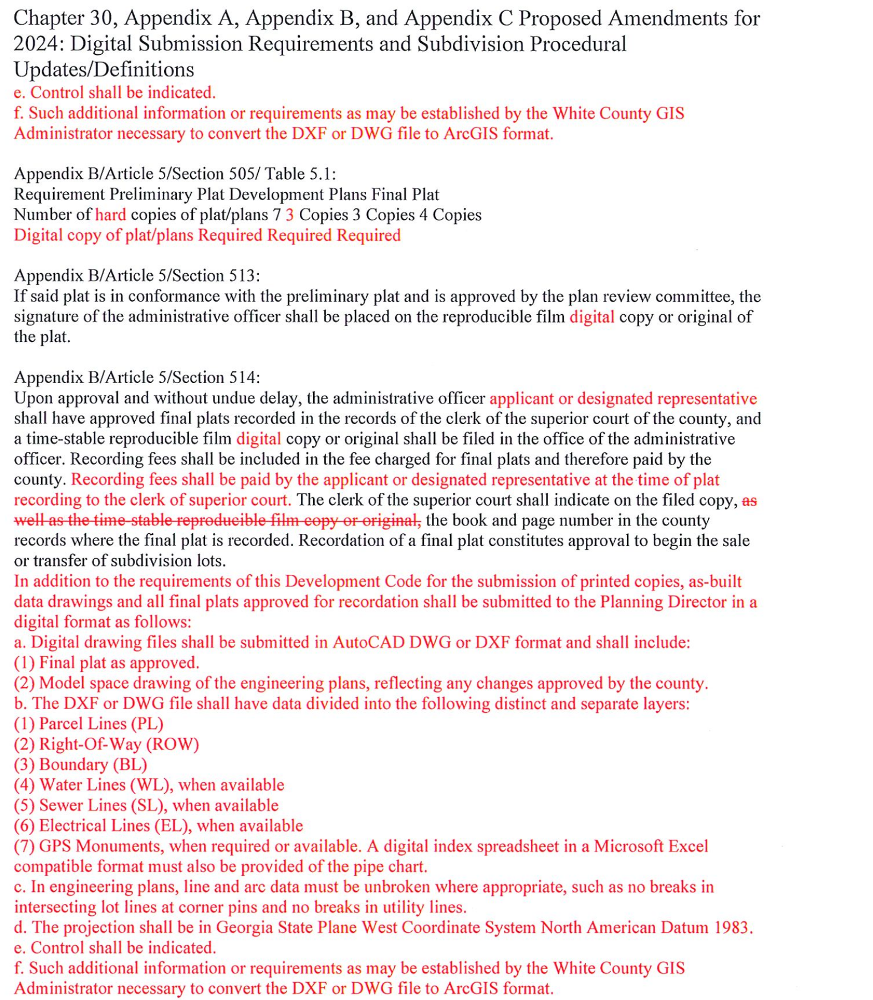 Chapter 30, Appendix A, Appendix B, and Appendix C Proposed Amendments for
2024: Digital Submission Requirements and Subdivision Procedural
Updates/Definitions
e. Control shall be indicated.
f. Such additional information or requirements as may be established by the White County GIS
Administrator necessary to convert the DXF or DWG file to ArcGIS format.
Appendix B/Article 5/Section 505/ Table 5.1:
Requirement Preliminary Plat Development Plans Final Plat
Number of hard copies of plat/plans 7 3 Copies 3 Copies 4 Copies
Digital copy of plat/plans Required Required Required
Appendix B/Article 5/Section 513:
If said plat is in conformance with the preliminary plat and is approved by the plan review committee, the
signature of the administrative officer shall be placed on the reproducible film digital copy or original of
the plat.
Appendix B/Article 5/Section 514:
Upon approval and without undue delay, the administrative officer applicant or designated representative
shall have approved final plats recorded in the records of the clerk of the superior court of the county, and
a time-stable reproducible film digital copy or original shall be filed in the office of the administrative
officer. Recording fees shall be included in the fee charged for final plats and therefore paid by the
county. Recording fees shall be paid by the applicant or designated representative at the time of plat
recording to the clerk of superior court. The clerk of the superior court shall indicate on the filed copy, as
well as the time-stable reproducible film copy or original, the book and page number in the county
records where the final plat is recorded. Recordation of a final plat constitutes approval to begin the sale
or transfer of subdivision lots.
In addition to the requirements of this Development Code for the submission of printed copies, as-built
data drawings and all final plats approved for recordation shall be submitted to the Planning Director in a
digital format as follows:
a. Digital drawing files shall be submitted in AutoCAD DWG or DXF format and shall include:
(1) Final plat as approved.
(2) Model space drawing of the engineering plans, reflecting any changes approved by the county.
b. The DXF or DWG file shall have data divided into the following distinct and separate layers:
(1) Parcel Lines (PL)
(2) Right-Of-Way (ROW)
(3) Boundary (BL)
(4) Water Lines (WL), when available
(5) Sewer Lines (SL), when available
(6) Electrical Lines (EL), when available
(7) GPS Monuments, when required or available. A digital index spreadsheet in a Microsoft Excel
compatible format must also be provided of the pipe chart.
c. In engineering plans, line and arc data must be unbroken where appropriate, such as no breaks in
intersecting lot lines at corner pins and no breaks in utility lines.
d. The projection shall be in Georgia State Plane West Coordinate System North American Datum 1983.
e. Control shall be indicated.
f. Such additional information or requirements as may be established by the White County GIS
Administrator necessary to convert the DXF or DWG file to ArcGIS format.